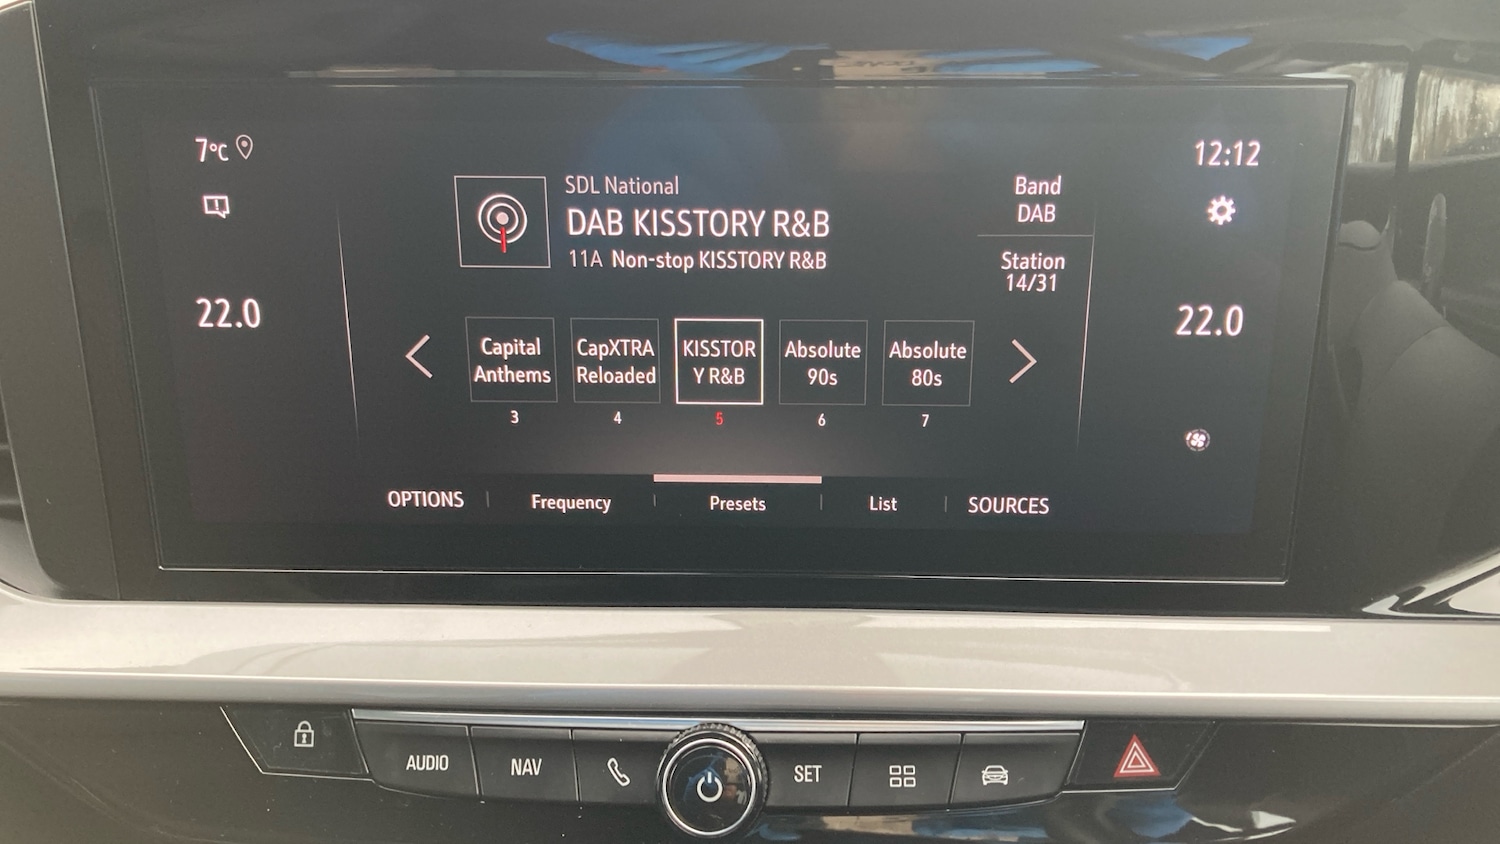 7°C
12:12
SDL National
DAB KISSTORY R&B
11A Non-stop KISSTORY R&B
Band
DAB
Station
14/31
22.0
22.0
Capital
Anthems
3
CapXTRA
Reloaded
4
KISSTOR
Y R&B
5
Absolute
90s
6
Absolute
80s
7
OPTIONS
Frequency
Presets
List
SOURCES
AUDIO
NAV
SET